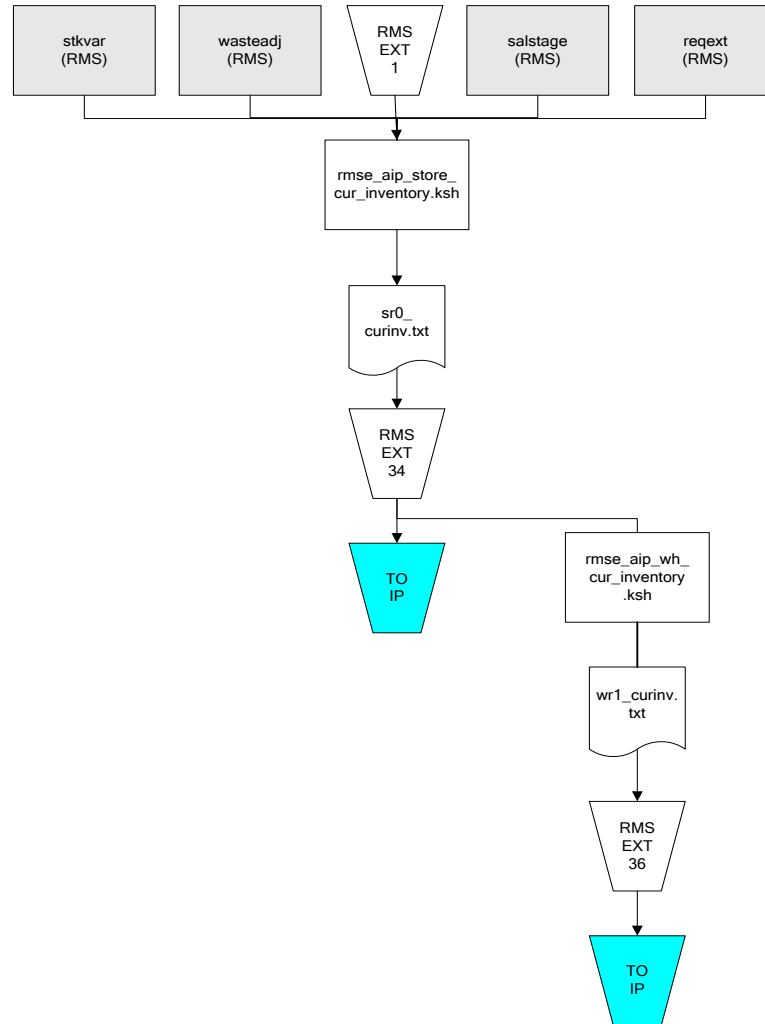 stkvar
(RMS)
wasteadj
(RMS)
RMS
EXT
1
salstage
(RMS)
reqext
(RMS)
rmse_aip_store_
cur_inventory.ksh
sr0_
curinv.txt
RMS
EXT
34
TO
IP
rmse_aip_wh_
cur_inventory
.ksh
wr1_curinv.
txt
RMS
EXT
36
TO
IP